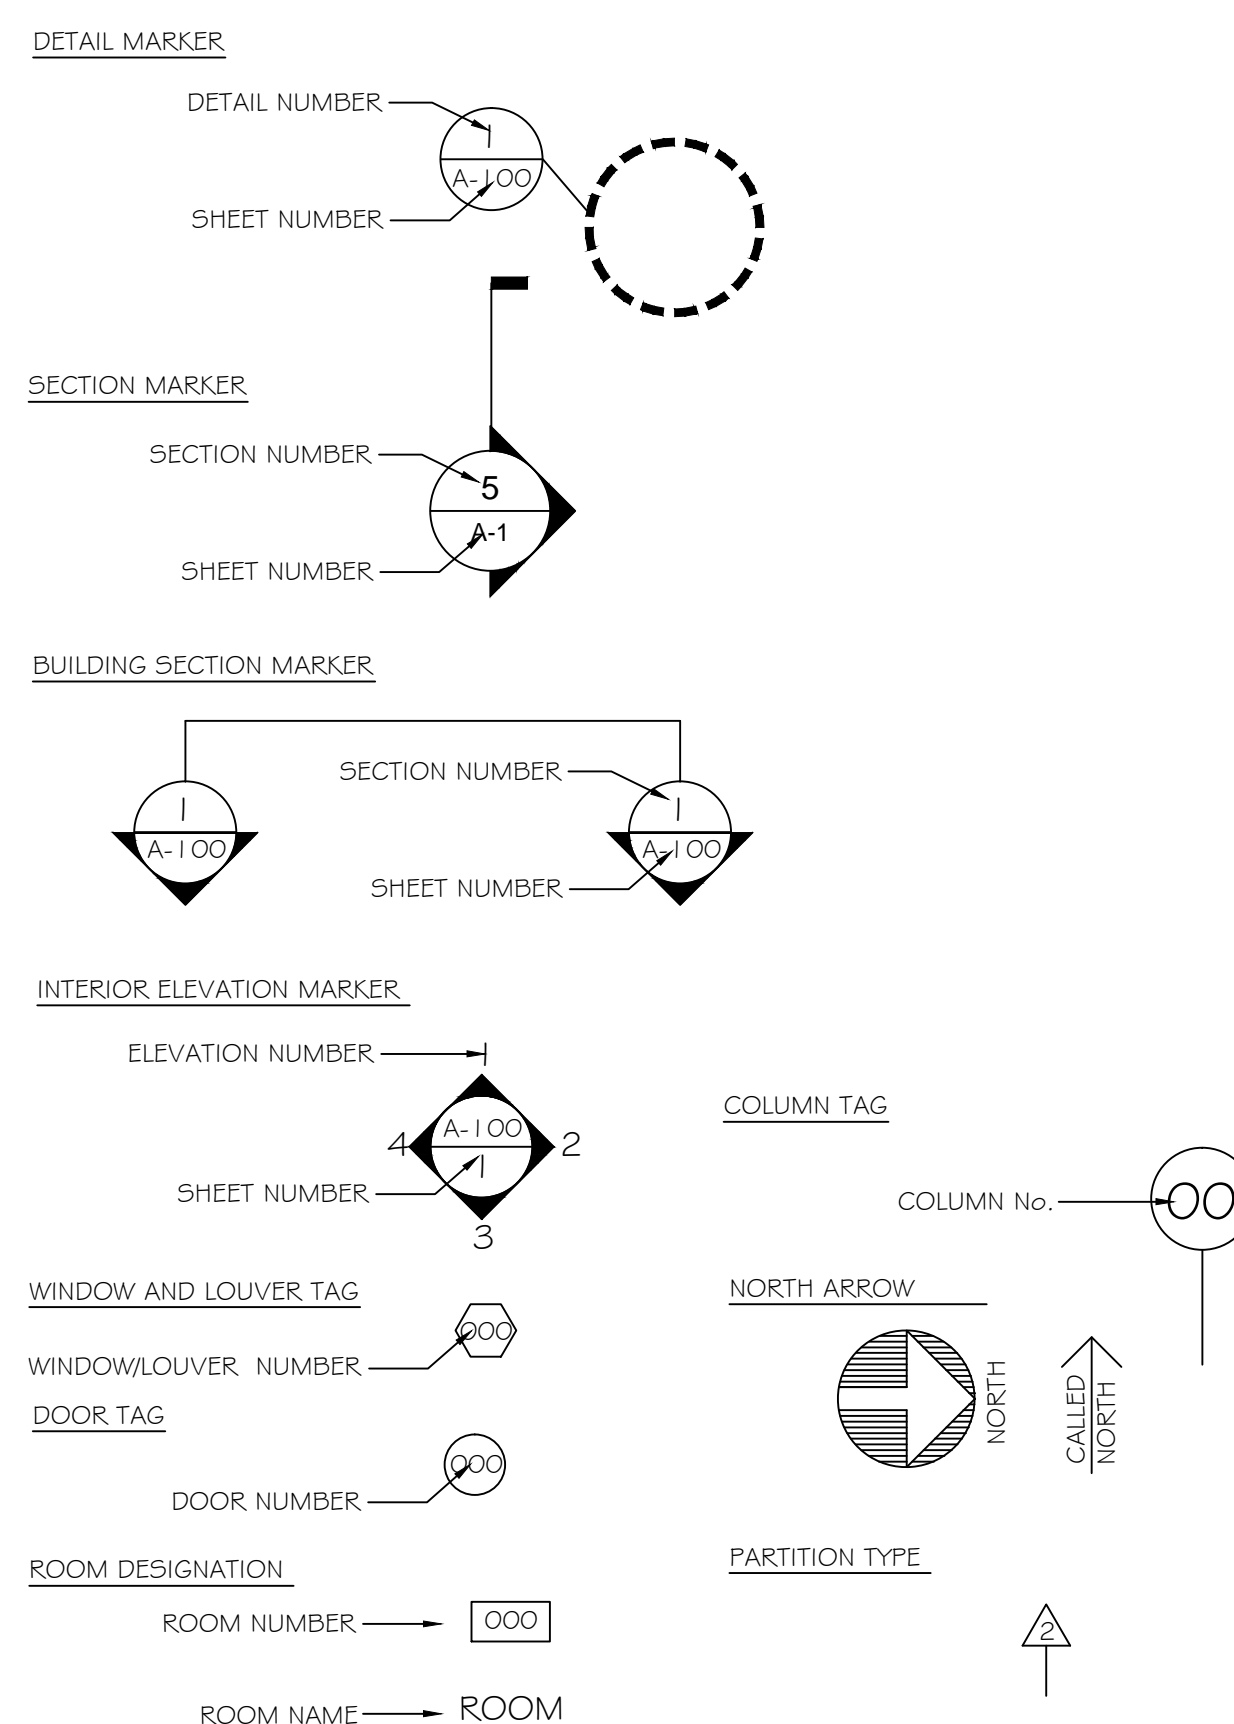 DETAIL MARKER
DETAIL NUMBER
1
A-100
SHEET NUMBER
SECTION MARKER
SECTION NUMBER
5
A-1
SHEET NUMBER
BUILDING SECTION MARKER
SECTION NUMBER
1
1
A-100
A-100
SHEET NUMBER
INTERIOR ELEVATION MARKER
ELEVATION NUMBER
1
A-100
4
2
1
SHEET NUMBER
3
COLUMN TAG
COLUMN No.
00
WINDOW AND LOUVER TAG
000
WINDOW/LOUVER NUMBER
NORTH ARROW
NORTH
CALLED
NORTH
DOOR TAG
000
DOOR NUMBER
ROOM DESIGNATION
ROOM NUMBER
000
ROOM NAME
ROOM
PARTITION TYPE
2